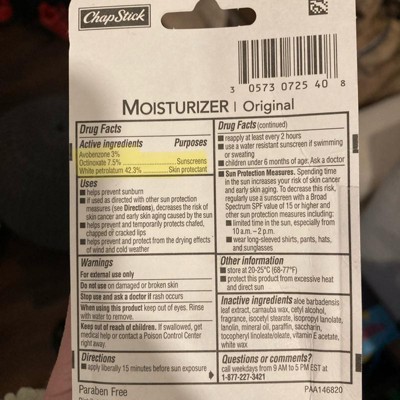 ChapStick
3 0573 0725 40 8
MOISTURIZER | Original
Drug Facts
Active ingredients Purposes
Avobenzone 3%
Octinoxate 7.5% Sunscreens
White petrolatum 42.3% Skin protectant
Uses
■ helps prevent sunburn
■ if used as directed with other sun protection
measures (see Directions), decreases the risk of
skin cancer and early skin aging caused by the sun
■ helps prevent and temporarily protects chafed,
chapped or cracked lips
■ helps prevent and protect from the drying effects
of wind and cold weather
Warnings
For external use only
Do not use on damaged or broken skin
Stop use and ask a doctor if rash occurs
When using this product keep out of eyes. Rinse
with water to remove.
Keep out of reach of children. If swallowed, get
medical help or contact a Poison Control Center
right away.
Directions
■ apply liberally 15 minutes before sun exposure
Drug Facts (continued)
■ reapply at least every 2 hours
■ use a water resistant sunscreen if swimming
or sweating
■ children under 6 months of age: Ask a doctor
■ Sun Protection Measures. Spending time
in the sun increases your risk of skin cancer
and early skin aging. To decrease this risk,
regularly use a sunscreen with a Broad
Spectrum SPF value of 15 or higher and
other sun protection measures including:
■ limited time in the sun, especially from
10 a.m. – 2 p.m.
■ wear long-sleeved shirts, pants, hats,
and sunglasses
Other information
■ store at 20-25°C (68-77°F)
■ protect this product from excessive heat
and direct sun
Inactive ingredients aloe barbadensis
leaf extract, carnauba wax, cetyl alcohol,
fragrance, isocetyl stearate, isopropyl lanolate,
lanolin, mineral oil, paraffin, saccharin,
tocopheryl linoleate/oleate, vitamin E acetate,
white wax
Questions or comments?
call weekdays from 9 AM to 5 PM EST at
1-877-227-3421
Paraben Free
PAA146820